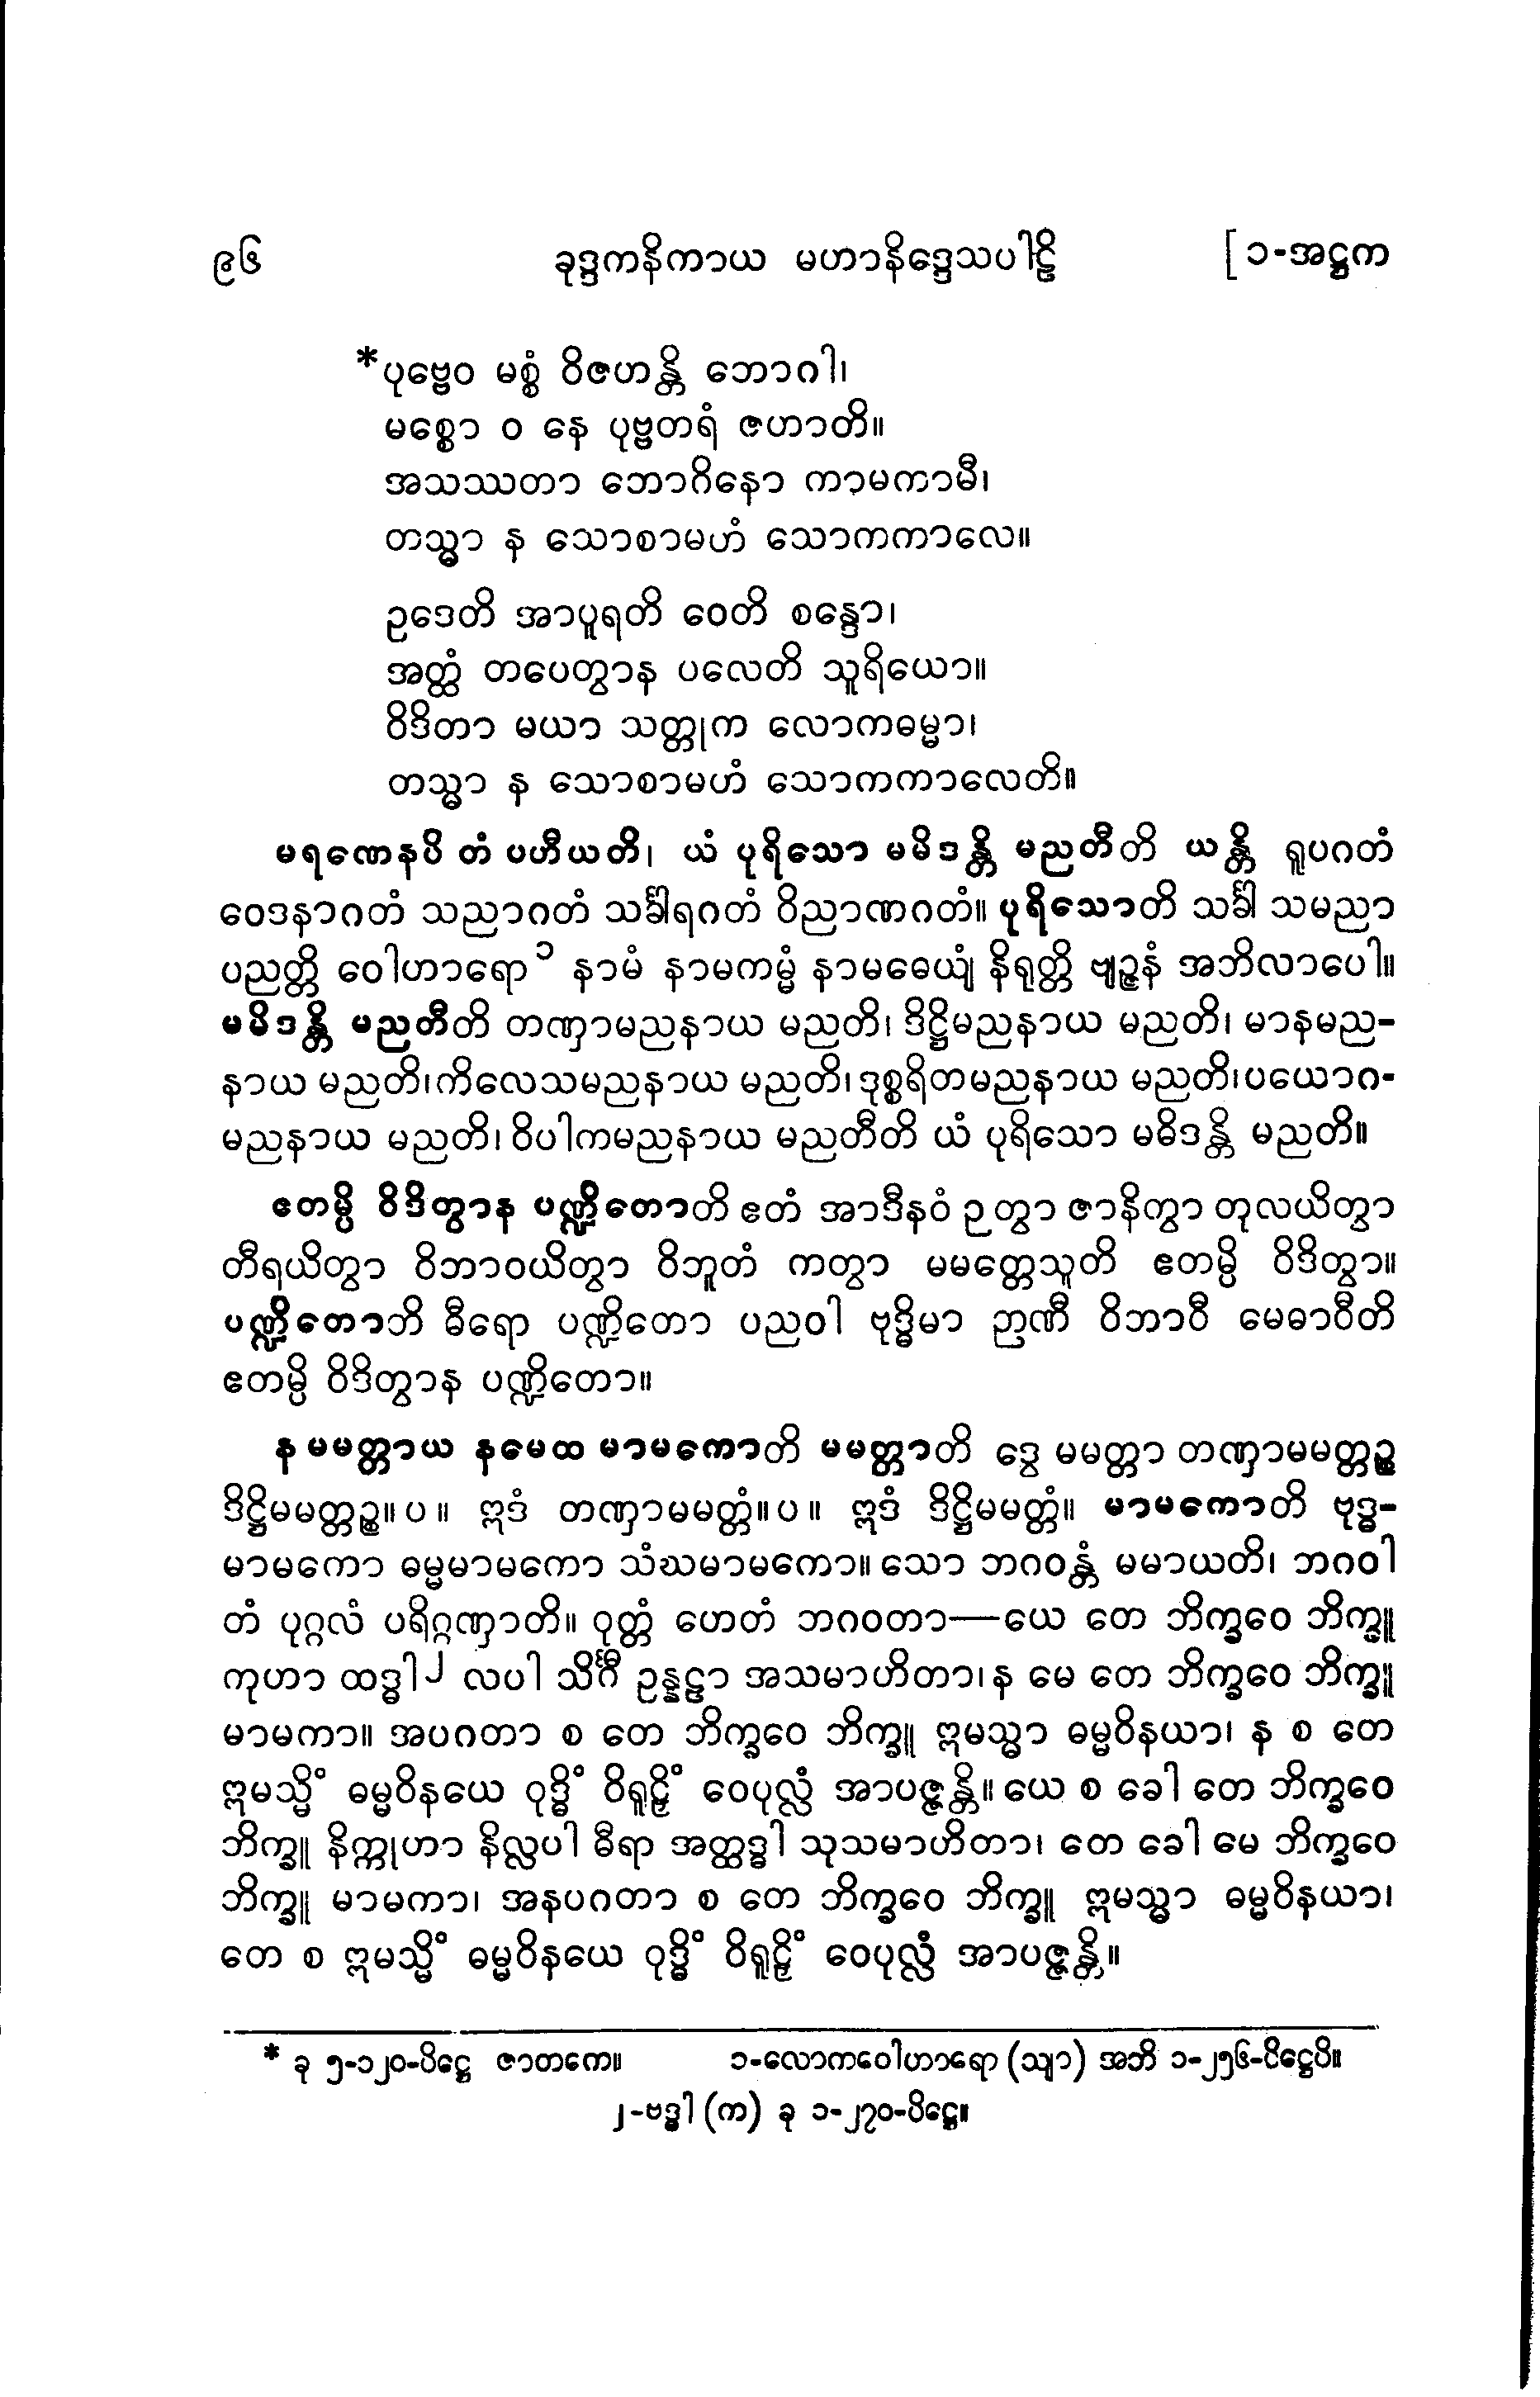 ၉၆ ခုဒ္ဒကနိကာယ မဟာနိဒ္ဒေသပါဠိ [ ၁-အဋ္ဌက
*ပုဗ္ဗေဝ မစ္စံ ဝိဇဟန္တိ ဘောဂါ၊
မစ္စော ဝ နေ ပုဗ္ဗတရံ ဇဟာတိ။
အသဿတာ ဘောဂိနော ကာမကာမီ၊
တသ္မာ န သောစာမဟံ သောကကာလေ။
ဥဒေတိ အာပူရတိ ဝေတိ စန္ဒော၊
အတ္ထံ တပေတွာန ပလေတိ သူရိယော။
ဝိဒိတာ မယာ သတ္တုက လောကဓမ္မာ၊
တသ္မာ န သောစာမဟံ သောကကာလေတိ။
မရဏေနပိ တံ ပဟီယတိ၊ ယံ ပုရိသော မမိဒန္တိ မညတီတိ ယန္တိ ရူပဂတံ
ဝေဒနာဂတံ သညာဂတံ သင်္ခါရဂတံ ဝိညာဏဂတံ။ ပုရိသောတိ သင်္ခါ သမညာ
ပညတ္တိ ဝေါဟာရော၁ နာမံ နာမကမ္မံ နာမဓေယျံ နိရုတ္တိ ဗျဉ္ဇနံ အဘိလာပေါ။
မမိဒန္တိ မညတီတိ တဏှာမညနာယ မညတိ၊ ဒိဋ္ဌိမညနာယ မညတိ၊ မာနမည-
နာယ မညတိ၊ကိလေသမညနာယ မညတိ၊ဒုစ္စရိတမညနာယ မညတိ၊ပယောဂ-
မညနာယ မညတိ၊ ဝိပါကမညနာယ မညတီတိ ယံ ပုရိသော မမိဒန္တိ မညတိ။
ဧတမ္ပိ ဝိဒိတွာန ပဏ္ဍိတောတိ ဧတံ အာဒီနဝံ ဉတွာ ဇာနိတွာ တုလယိတွာ
တီရယိတွာ ဝိဘာဝယိတွာ ဝိဘူတံ ကတွာ မမတ္တေသူတိ ဧတမ္ပိ ဝိဒိတွာ။
ပဏ္ဍိတောဘိ ဓီရော ပဏ္ဍိတော ပညဝါ ဗုဒ္ဓိမာ ဉာဏီ ဝိဘာဝီ မေဓာဝီတိ
ဧတမ္ပိ ဝိဒိတွာန ပဏ္ဍိတော။
န မမတ္တာယ နမေထ မာမကောတိ မမတ္တာတိ ဒွေ မမတ္တာ တဏှာမမတ္တဉ္စ
ဒိဋ္ဌိမမတ္တဉ္စ။ ပ ။ ဣဒံ တဏှာမမတ္တံ။ ပ ။ ဣဒံ ဒိဋ္ဌိမမတ္တံ။ မာမကောတိ ဗုဒ္ဓ-
မာမကော ဓမ္မမာမကော သံဃမာမကော။ သော ဘဂဝန္တံ မမာယတိ၊ ဘဂဝါ
တံ ပုဂ္ဂလံ ပရိဂ္ဂဏှာတိ။ ဝုတ္တံ ဟေတံ ဘဂဝတာ—ယေ တေ ဘိက္ခဝေ ဘိက္ခူ
ကုဟာ ထဒ္ဓါ၂ လပါ သိင်္ဂီ ဥန္နဠာ အသမာဟိတာ၊ န မေ တေ ဘိက္ခဝေ ဘိက္ခူ
မာမကာ။ အပဂတာ စ တေ ဘိက္ခဝေ ဘိက္ခူ ဣမသ္မာ ဓမ္မဝိနယာ၊ န စ တေ
ဣမသ္မိံ ဓမ္မဝိနယေ ဝုဒ္ဓိံ ဝိရူဠှိံ ဝေပုလ္လံ အာပဇ္ဇန္တိ။ ယေ စ ခေါ တေ ဘိက္ခဝေ
ဘိက္ခူ နိက္ကုဟာ နိလ္လပါ ဓီရာ အတ္ထဒ္ဓါ သုသမာဟိတာ၊ တေ ခေါ မေ ဘိက္ခဝေ
ဘိက္ခူ မာမကာ၊ အနပဂတာ စ တေ ဘိက္ခဝေ ဘိက္ခူ ဣမသ္မာ ဓမ္မဝိနယာ၊
တေ စ ဣမသ္မိံ ဓမ္မဝိနယေ ဝုဒ္ဓိံ ဝိရူဠှိံ ဝေပုလ္လံ အာပဇ္ဇန္တိ။
* ခု ၅-၁၂၀-ပိဋ္ဌေ ဇာတကေ။ ၁-လောကဝေါဟာရော (သျာ) အဘိ ၁-၂၅၆-ပိဋ္ဌေပိ။
၂-ဗဒ္ဓါ (က) ခု ၁-၂၇၀-ပိဋ္ဌေ။